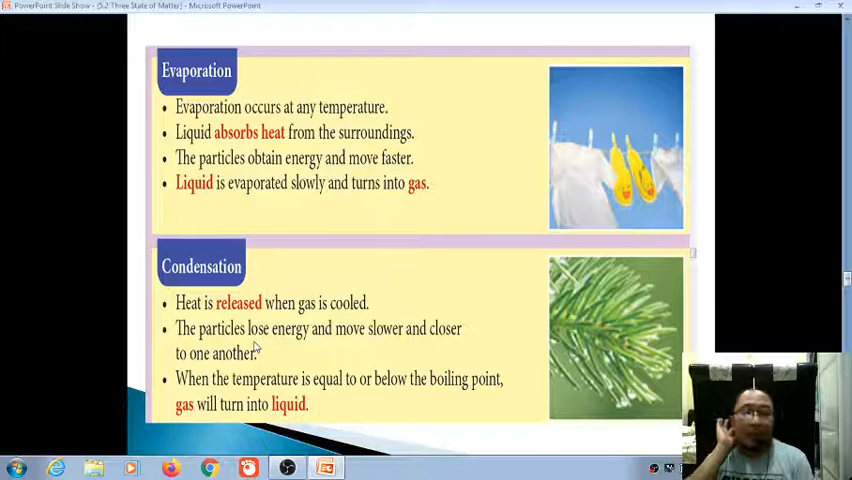 PowerPoint Slide Show - [5.2 Three State of Matter] - Microsoft PowerPoint
Evaporation
• Evaporation occurs at any temperature.
• Liquid absorbs heat from the surroundings.
• The particles obtain energy and move faster.
• Liquid is evaporated slowly and turns into gas.
Condensation
• Heat is released when gas is cooled.
• The particles lose energy and move slower and closer
to one another.
• When the temperature is equal to or below the boiling point,
gas will turn into liquid.